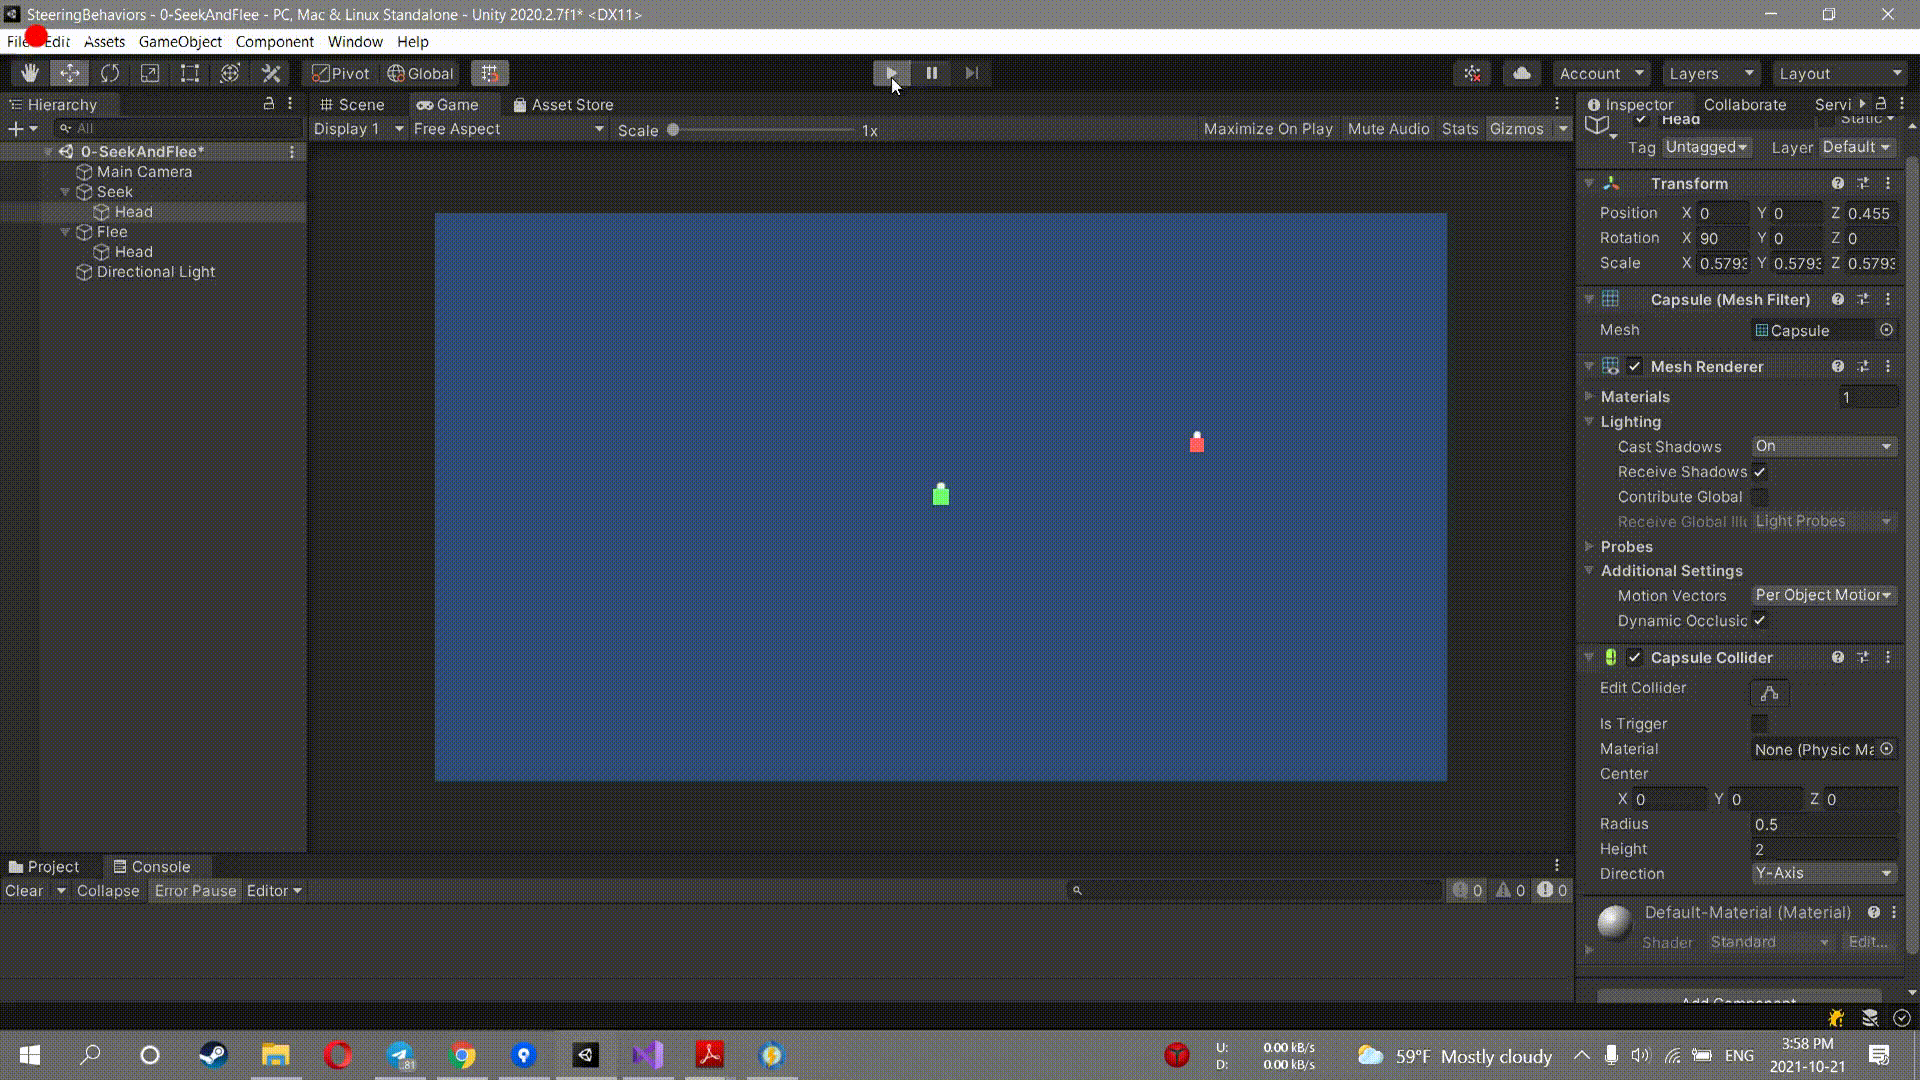 SteeringBehaviors - 0-SeekAndFlee - PC, Mac & Linux Standalone - Unity 2020.2.7f1* <DX11>
File Edit Assets GameObject Component Window Help
Pivot Global Account Layers Layout
Hierarchy
All
0-SeekAndFlee*
Main Camera
Seek
Head
Flee
Head
Directional Light
Scene Game Asset Store
Display 1 Free Aspect Scale 1x Maximize On Play Mute Audio Stats Gizmos
Inspector Collaborate Servi
Head Static
Tag Untagged Layer Default
Transform
Position X 0 Y 0 Z 0.455
Rotation X 90 Y 0 Z 0
Scale X 0.5793 Y 0.5793 Z 0.5793
Capsule (Mesh Filter)
Mesh Capsule
Mesh Renderer
Materials 1
Lighting
Cast Shadows On
Receive Shadows
Contribute Global
Receive Global Illu Light Probes
Probes
Additional Settings
Motion Vectors Per Object Motion
Dynamic Occlusic
Capsule Collider
Edit Collider
Is Trigger
Material None (Physic Ma
Center
X 0 Y 0 Z 0
Radius 0.5
Height 2
Direction Y-Axis
Default-Material (Material)
Shader Standard Edit...
Add Component
Project Console
Clear Collapse Error Pause Editor 0 0 0
U: 0.00 kB/s
D: 0.00 kB/s
59°F Mostly cloudy
ENG
3:58 PM
2021-10-21